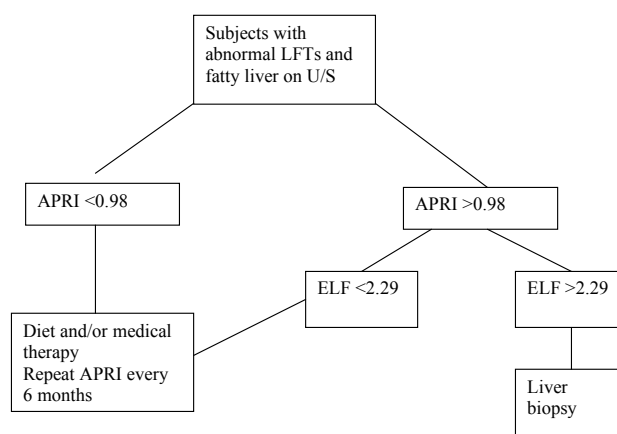 Subjects with
abnormal LFTs and
fatty liver on U/S
APRI <0.98
APRI >0.98
ELF <2.29
ELF >2.29
Diet and/or medical
therapy
Repeat APRI every
6 months
Liver
biopsy